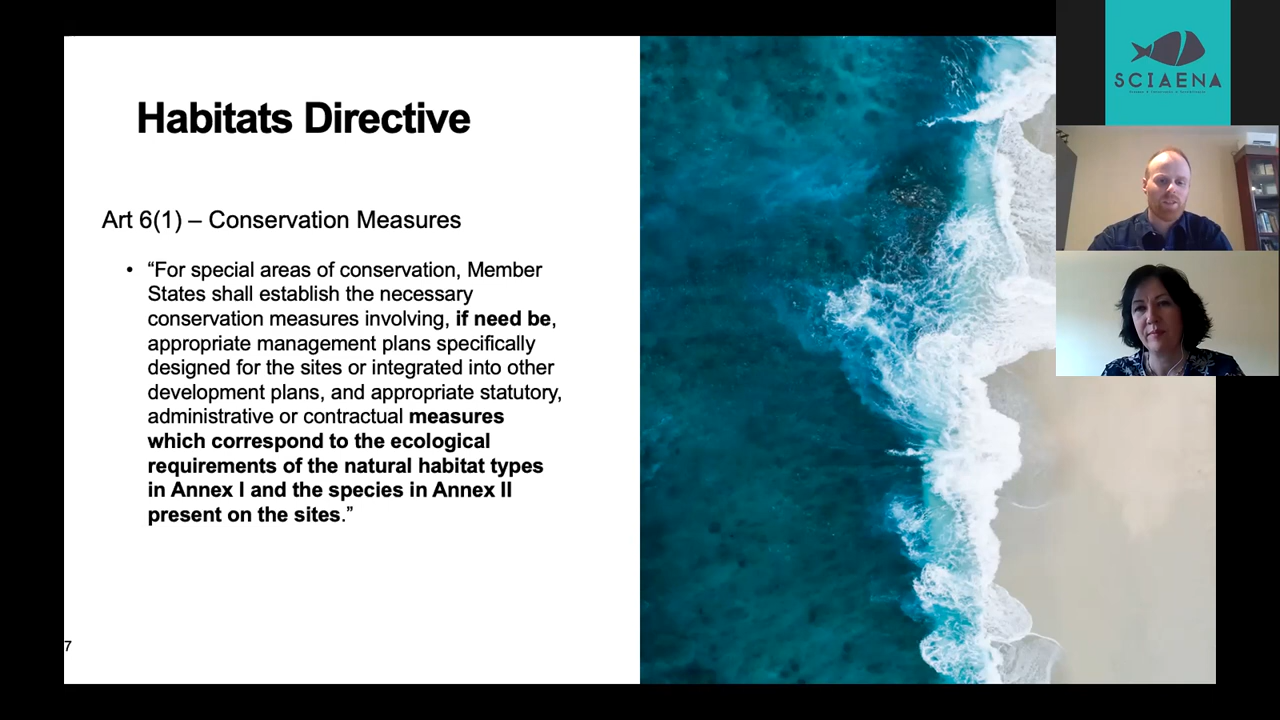 Habitats Directive
Art 6(1) – Conservation Measures
• “For special areas of conservation, Member
States shall establish the necessary
conservation measures involving, if need be,
appropriate management plans specifically
designed for the sites or integrated into other
development plans, and appropriate statutory,
administrative or contractual measures
which correspond to the ecological
requirements of the natural habitat types
in Annex I and the species in Annex II
present on the sites.”
7
SCIAENA